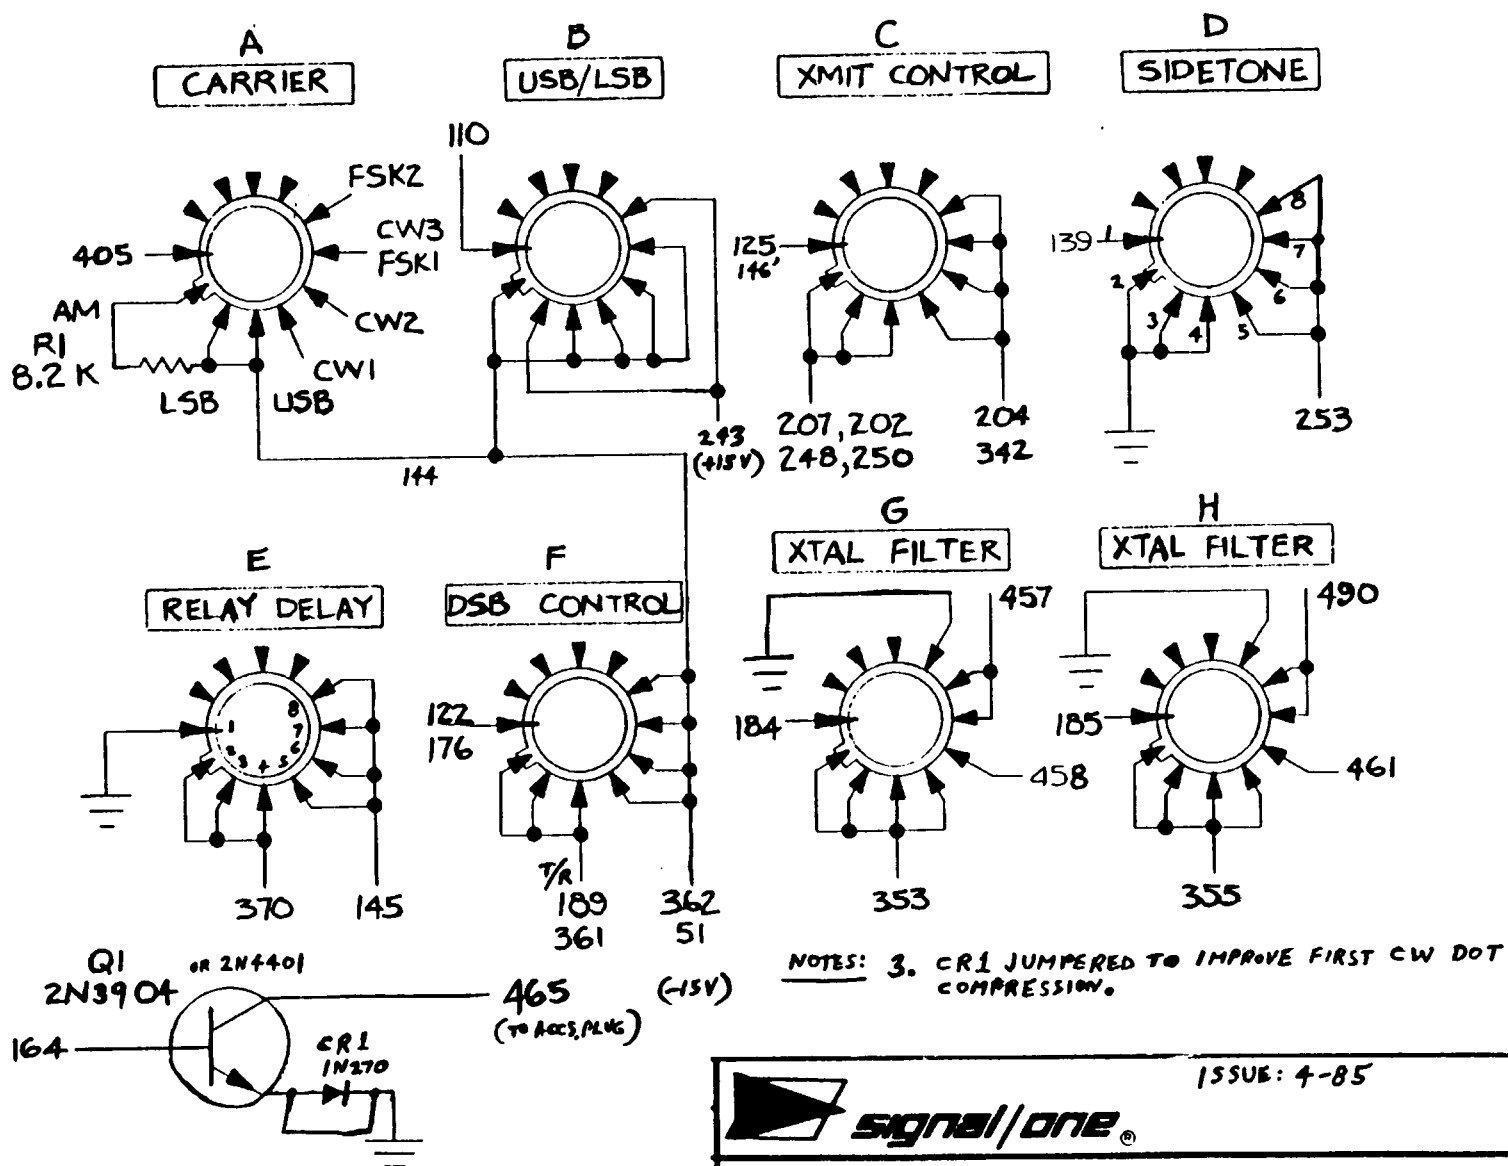 A
CARRIER
B
USB/LSB
C
XMIT CONTROL
D
SIDETONE
405
FSK2
CW3
FSK1
CW2
CW1
USB
LSB
AM
R1
8.2 K
110
243
(+15V)
144
125
146'
207, 202
248, 250
204
342
139
1
2
3
4
5
6
7
8
253
E
RELAY DELAY
F
DSB CONTROL
G
XTAL FILTER
H
XTAL FILTER
1
2
3
4
5
6
7
8
370
145
122
176
T/R
189
361
362
51
(-15V)
457
184
458
353
490
185
461
355
Q1
2N3904
OR 2N4401
164
465
(TO ACCS. PLUG)
CR1
1N270
NOTES: 3. CR1 JUMPERED TO IMPROVE FIRST CW DOT
COMPRESSION.
ISSUE: 4-85
signal/one ®